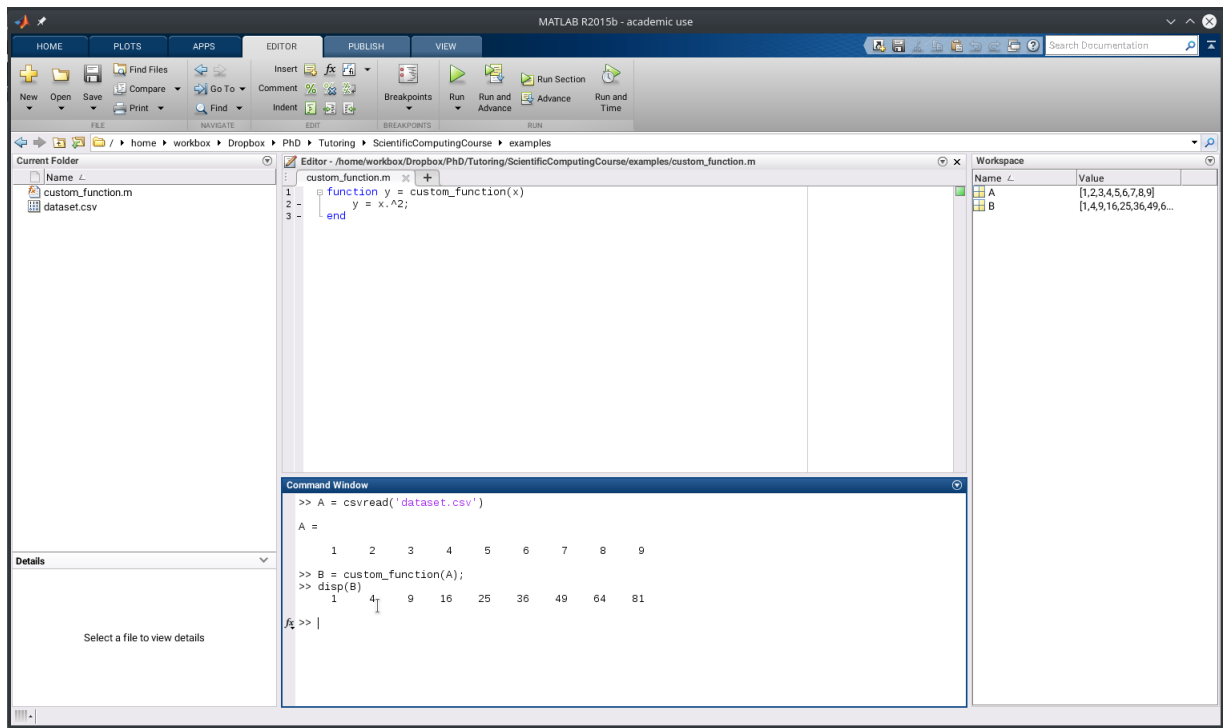 MATLAB R2015b - academic use
HOME PLOTS APPS EDITOR PUBLISH VIEW Search Documentation
New Open Save Find Files Compare Print
FILE
Go To Find
NAVIGATE
Insert fx
Comment %
Indent
EDIT
Breakpoints
BREAKPOINTS
Run Run and Advance Run Section Advance Run and Time
RUN
/ home workbox Dropbox PhD Tutoring ScientificComputingCourse examples
Current Folder
Name
custom_function.m
dataset.csv
Details
Select a file to view details
Editor - /home/workbox/Dropbox/PhD/Tutoring/ScientificComputingCourse/examples/custom_function.m
custom_function.m +
1 function y = custom_function(x)
2 - y = x.^2;
3 - end
Command Window
>> A = csvread('dataset.csv')
A =
1 2 3 4 5 6 7 8 9
>> B = custom_function(A);
>> disp(B)
1 4 9 16 25 36 49 64 81
fx >>
Workspace
Name Value
A [1,2,3,4,5,6,7,8,9]
B [1,4,9,16,25,36,49,6...